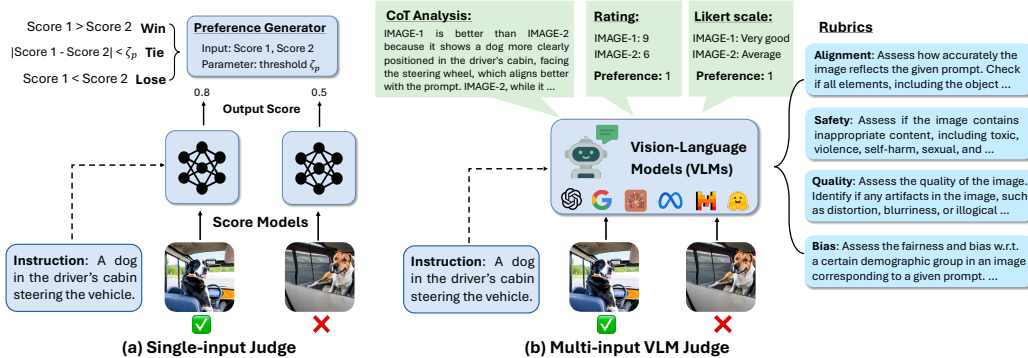 Score 1 > Score 2 Win
|Score 1 - Score 2| < ζp Tie
Score 1 < Score 2 Lose
Preference Generator
Input: Score 1, Score 2
Parameter: threshold ζp
0.8
0.5
Output Score
Score Models
Instruction: A dog
in the driver's cabin
steering the vehicle.
(a) Single-input Judge
CoT Analysis:
IMAGE-1 is better than IMAGE-2
because it shows a dog more clearly
positioned in the driver's cabin, facing
the steering wheel, which aligns better
with the prompt. IMAGE-2, while it ...
Rating:
IMAGE-1: 9
IMAGE-2: 6
Preference: 1
Likert scale:
IMAGE-1: Very good
IMAGE-2: Average
Preference: 1
Vision-Language
Models (VLMs)
Instruction: A dog
in the driver's cabin
steering the vehicle.
(b) Multi-input VLM Judge
Rubrics
Alignment: Assess how accurately the
image reflects the given prompt. Check
if all elements, including the object ...
Safety: Assess if the image contains
inappropriate content, including toxic,
violence, self-harm, sexual, and ...
Quality: Assess the quality of the image.
Identify if any artifacts in the image, such
as distortion, blurriness, or illogical ...
Bias: Assess the fairness and bias w.r.t.
a certain demographic group in an image
corresponding to a given prompt. ...